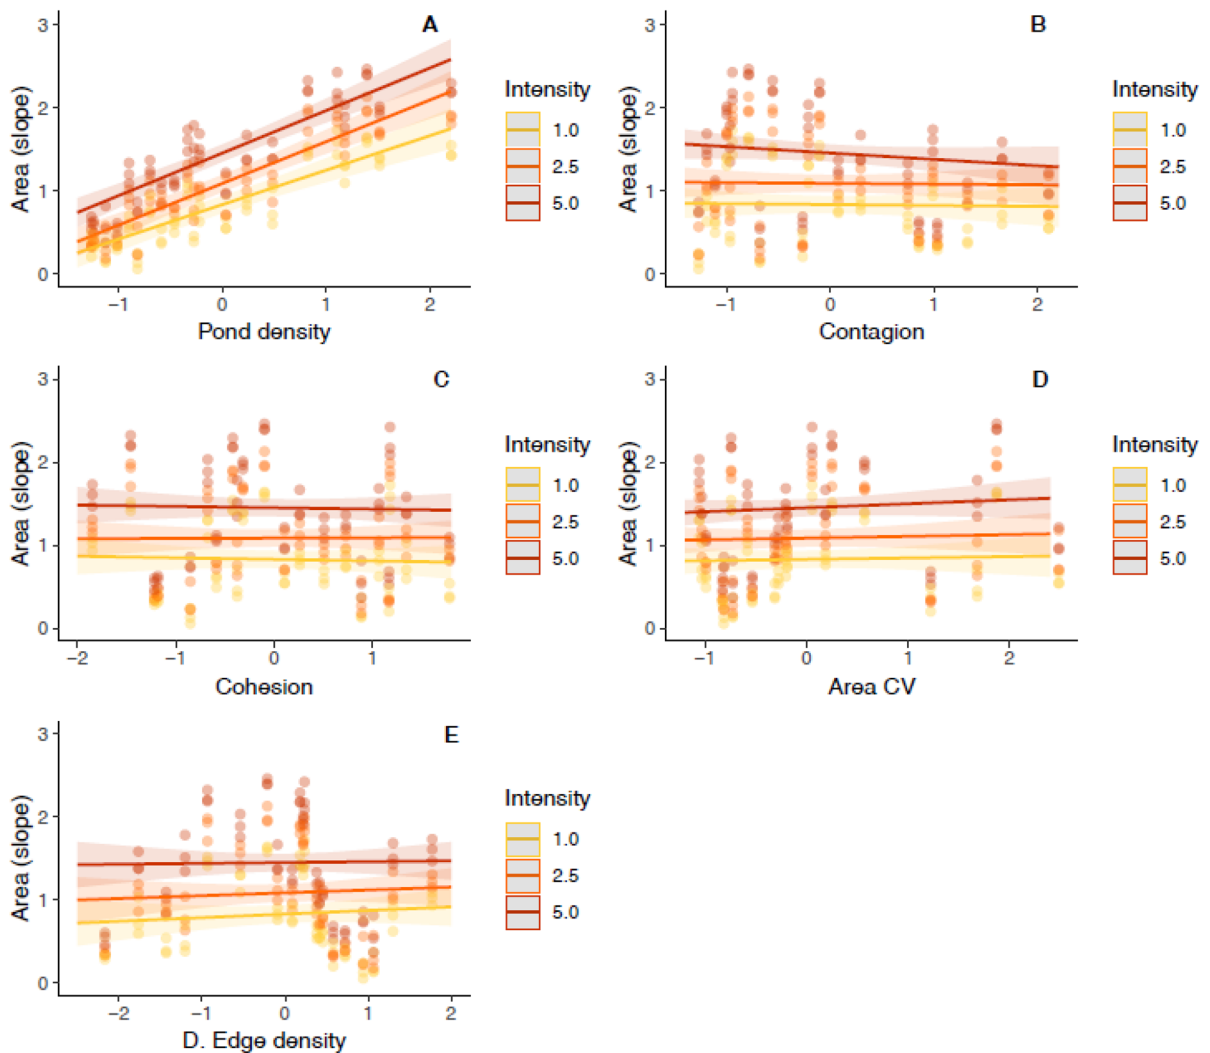 A
3
2
1
0
Area (slope)
−1 0 1 2
Pond density
Intensity
1.0
2.5
5.0
B
3
2
1
0
Area (slope)
−1 0 1 2
Contagion
Intensity
1.0
2.5
5.0
C
3
2
1
0
Area (slope)
−2 −1 0 1
Cohesion
Intensity
1.0
2.5
5.0
D
3
2
1
0
Area (slope)
−1 0 1 2
Area CV
Intensity
1.0
2.5
5.0
E
3
2
1
0
Area (slope)
−2 −1 0 1 2
D. Edge density
Intensity
1.0
2.5
5.0